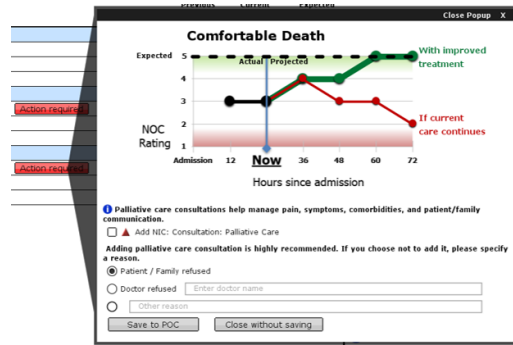 Previous Current Expected
Close Popup X
Comfortable Death
Expected 5
Actual Projected
With improved
treatment
4
3
NOC
Rating
2
1
If current
care continues
Admission 12 Now 36 48 60 72
Hours since admission
Action required
Action required
Palliative care consultations help manage pain, symptoms, comorbidities, and patient/family
communication.
Add NIC: Consultation: Palliative Care
Adding palliative care consultation is highly recommended. If you choose not to add it, please specify
a reason.
Patient / Family refused
Doctor refused Enter doctor name
Other reason
Save to POC Close without saving